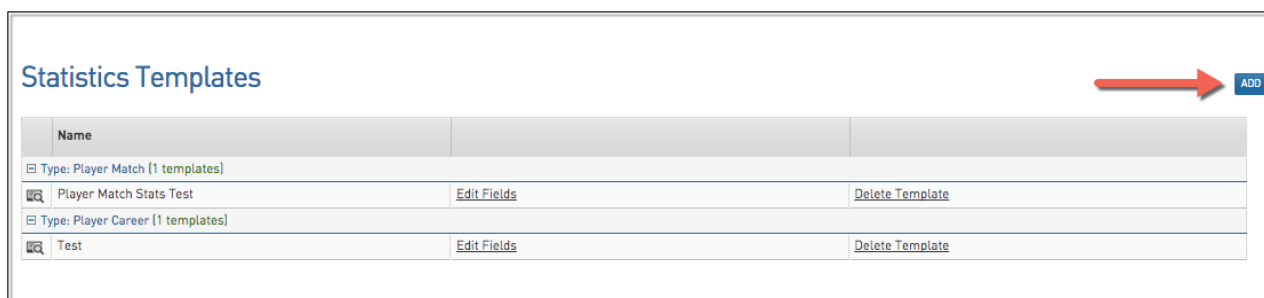 Statistics Templates
ADD
Name
Type: Player Match (1 templates)
Player Match Stats Test Edit Fields Delete Template
Type: Player Career (1 templates)
Test Edit Fields Delete Template